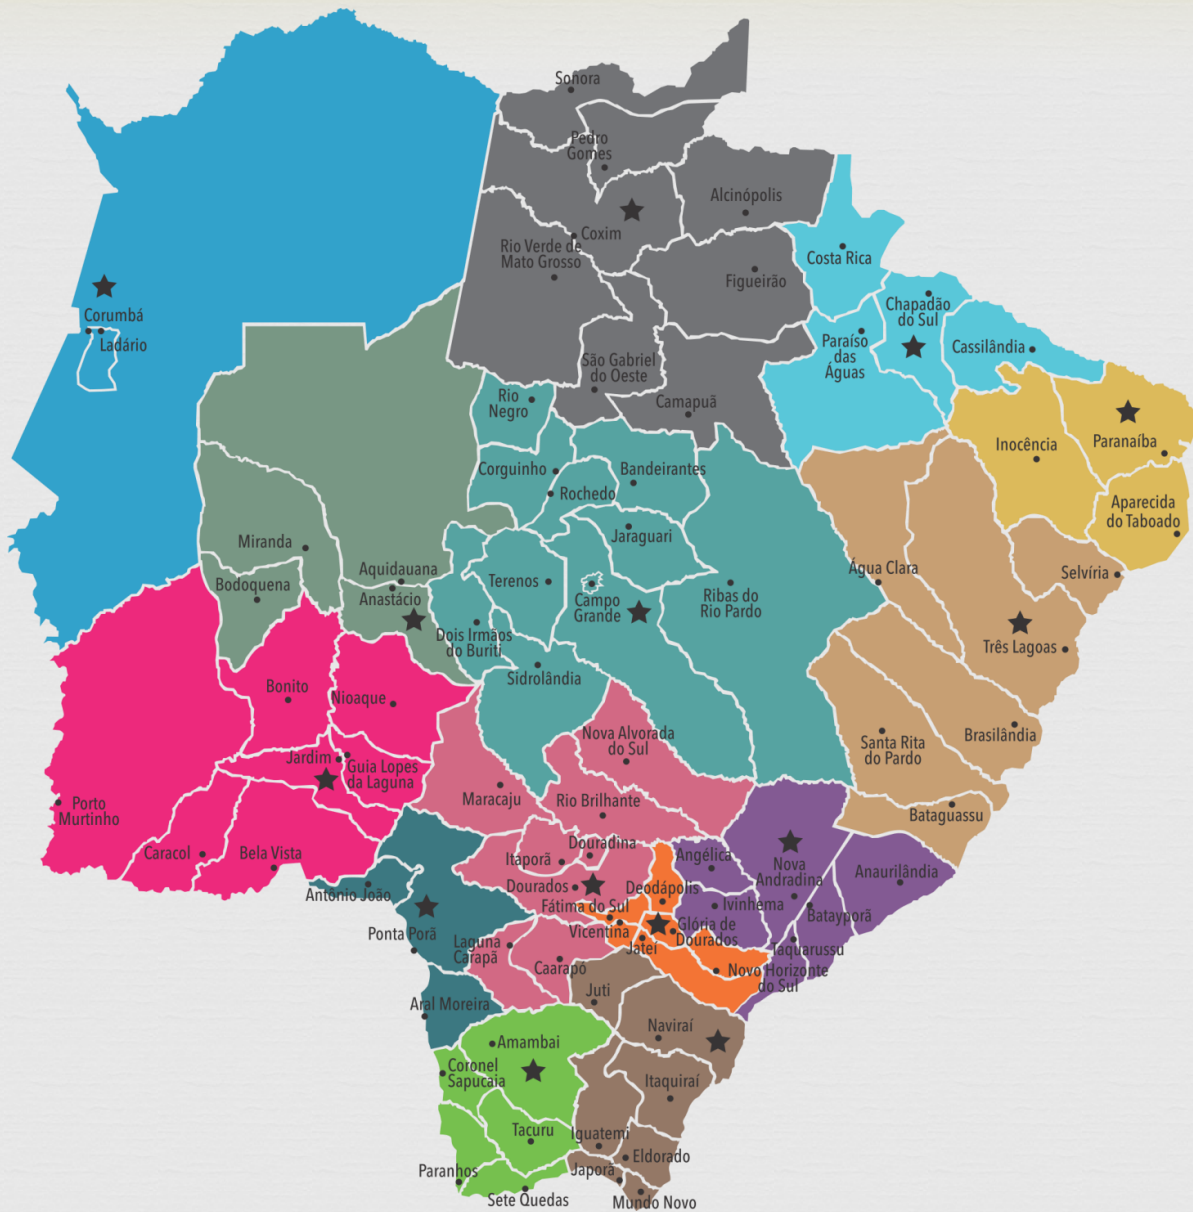 Sonora
Pedro
Gomes
Alcinópolis
Coxim
Rio Verde de
Mato Grosso
Costa Rica
Figueirão
Corumbá
Ladário
Chapadão
do Sul
Paraíso
das
Águas
Cassilândia
São Gabriel
do Oeste
Rio
Negro
Camapuã
Inocência
Paranaíba
Corguinho
Bandeirantes
Rochedo
Aparecida
do Taboado
Jaraguari
Miranda
Bodoquena
Aquidauana
Anastácio
Terenos
Campo
Grande
Ribas do
Rio Pardo
Água Clara
Selvíria
Dois Irmãos
do Buriti
Três Lagoas
Sidrolândia
Bonito
Nioaque
Nova Alvorada
do Sul
Santa Rita
do Pardo
Brasilândia
Jardim
Guia Lopes
da Laguna
Maracaju
Rio Brilhante
Porto
Murtinho
Bataguassu
Caracol
Bela Vista
Itaporã
Douradina
Angélica
Nova
Andradina
Anaurilândia
Antônio João
Dourados
Deodápolis
Fátima do Sul
Ivinhema
Batayporã
Ponta Porã
Vicentina
Glória de
Dourados
Laguna
Carapã
Jateí
Taquarussu
Caarapó
Novo Horizonte
do Sul
Juti
Aral Moreira
Naviraí
Amambai
Coronel
Sapucaia
Itaquiraí
Tacuru
Iguatemi
Eldorado
Paranhos
Japorã
Sete Quedas
Mundo Novo